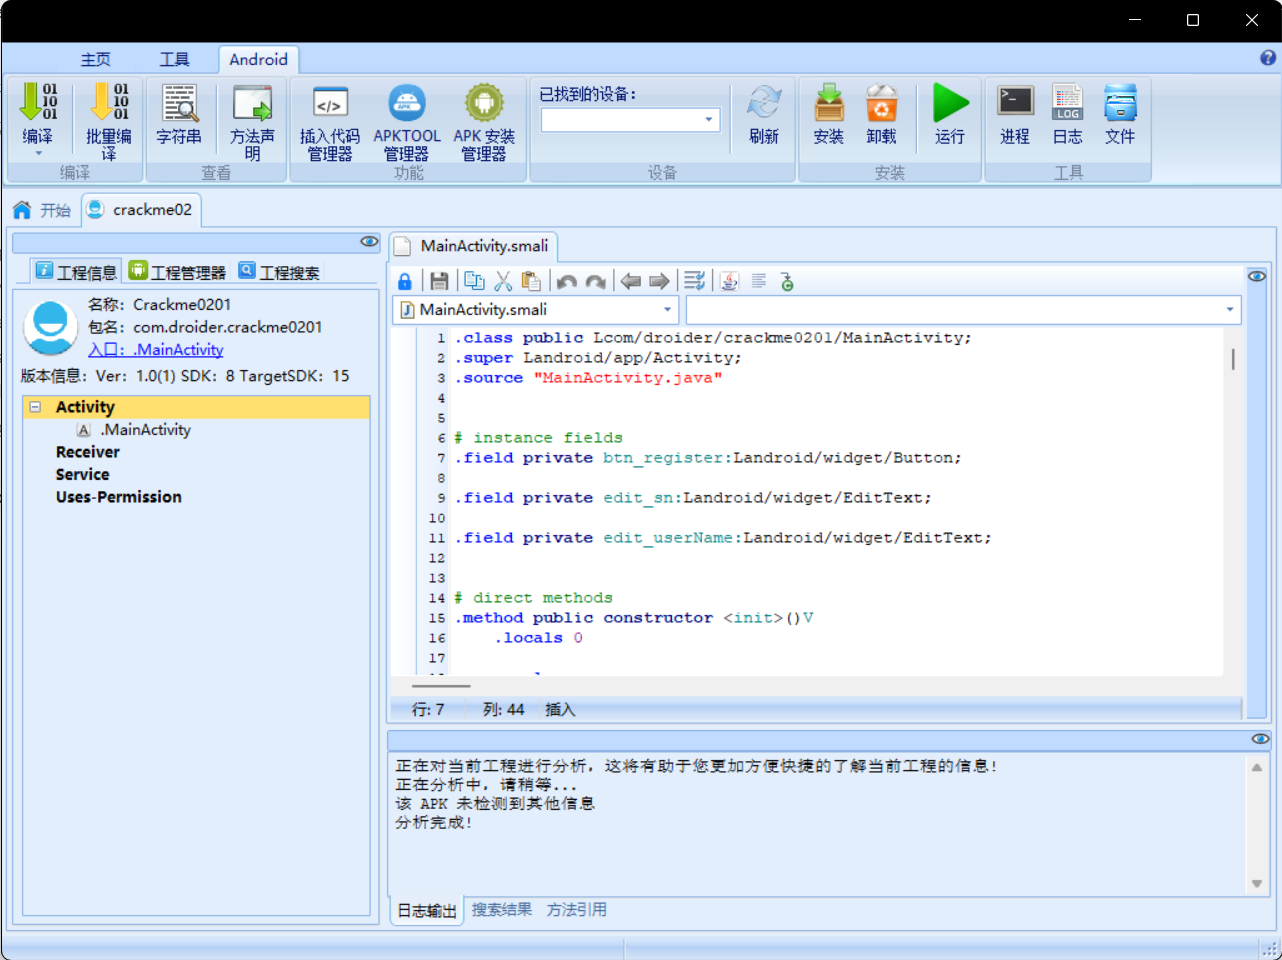 主页 工具 Android
编译 批量编译 字符串 方法声明 插入代码管理器 APKTOOL管理器 APK 安装管理器 已找到的设备： 刷新 安装 卸载 运行 进程 日志 文件
编译 查看 功能 设备 安装 工具
开始 crackme02
工程信息 工程管理器 工程搜索
名称：Crackme0201
包名：com.droider.crackme0201
入口：.MainActivity
版本信息：Ver：1.0(1) SDK：8 TargetSDK：15
Activity
.MainActivity
Receiver
Service
Uses-Permission
MainActivity.smali
MainActivity.smali
1 .class public Lcom/droider/crackme0201/MainActivity;
2 .super Landroid/app/Activity;
3 .source "MainActivity.java"
4
5
6 # instance fields
7 .field private btn_register:Landroid/widget/Button;
8
9 .field private edit_sn:Landroid/widget/EditText;
10
11 .field private edit_userName:Landroid/widget/EditText;
12
13
14 # direct methods
15 .method public constructor <init>()V
16 .locals 0
17
行: 7 列: 44 插入
正在对当前工程进行分析，这将有助于您更加方便快捷的了解当前工程的信息！
正在分析中，请稍等...
该 APK 未检测到其他信息
分析完成！
日志输出 搜索结果 方法引用